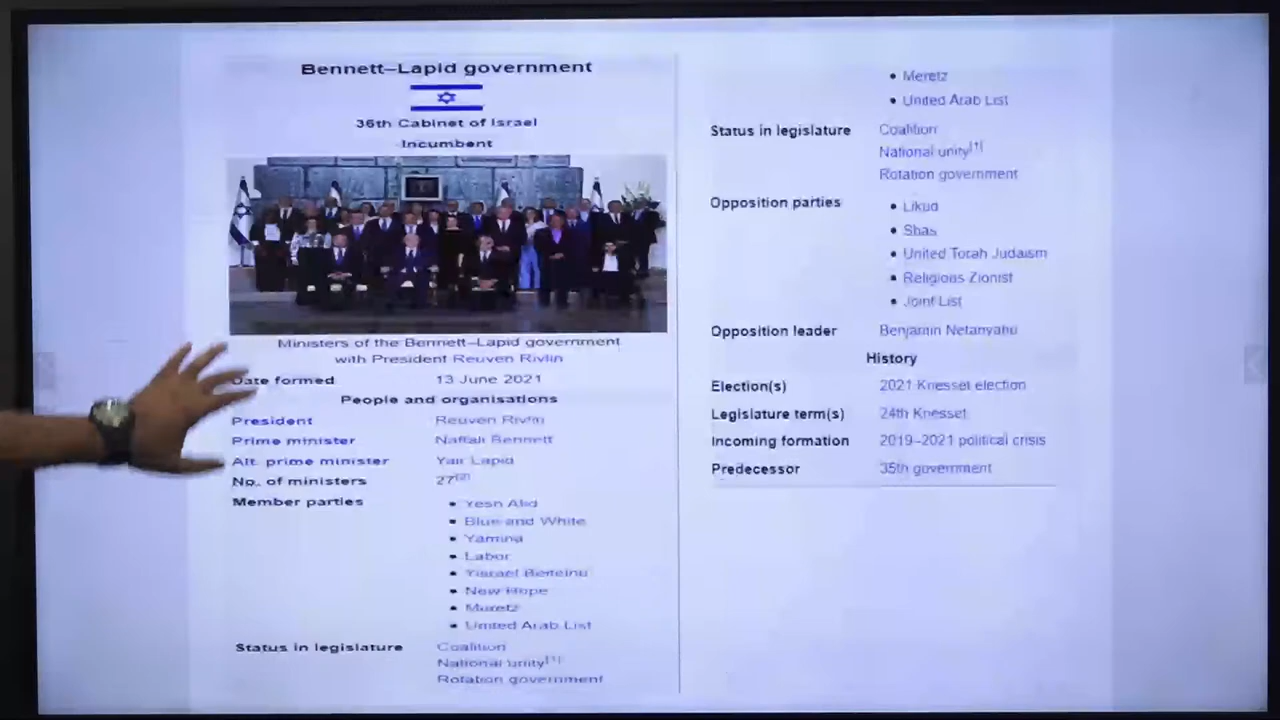 Bennett–Lapid government
36th Cabinet of Israel
Incumbent
Ministers of the Bennett–Lapid government
with President Reuven Rivlin
Date formed 13 June 2021
People and organisations
President Reuven Rivlin
Prime minister Naftali Bennett
Alt. prime minister Yair Lapid
No. of ministers 27[2]
Member parties
• Yesh Atid
• Blue and White
• Yamina
• Labor
• Yisrael Beiteinu
• New Hope
• Meretz
• United Arab List
Status in legislature Coalition
National unity[1]
Rotation government
• Meretz
• United Arab List
Status in legislature Coalition
National unity[1]
Rotation government
Opposition parties
• Likud
• Shas
• United Torah Judaism
• Religious Zionist
• Joint List
Opposition leader Benjamin Netanyahu
History
Election(s) 2021 Knesset election
Legislature term(s) 24th Knesset
Incoming formation 2019–2021 political crisis
Predecessor 35th government